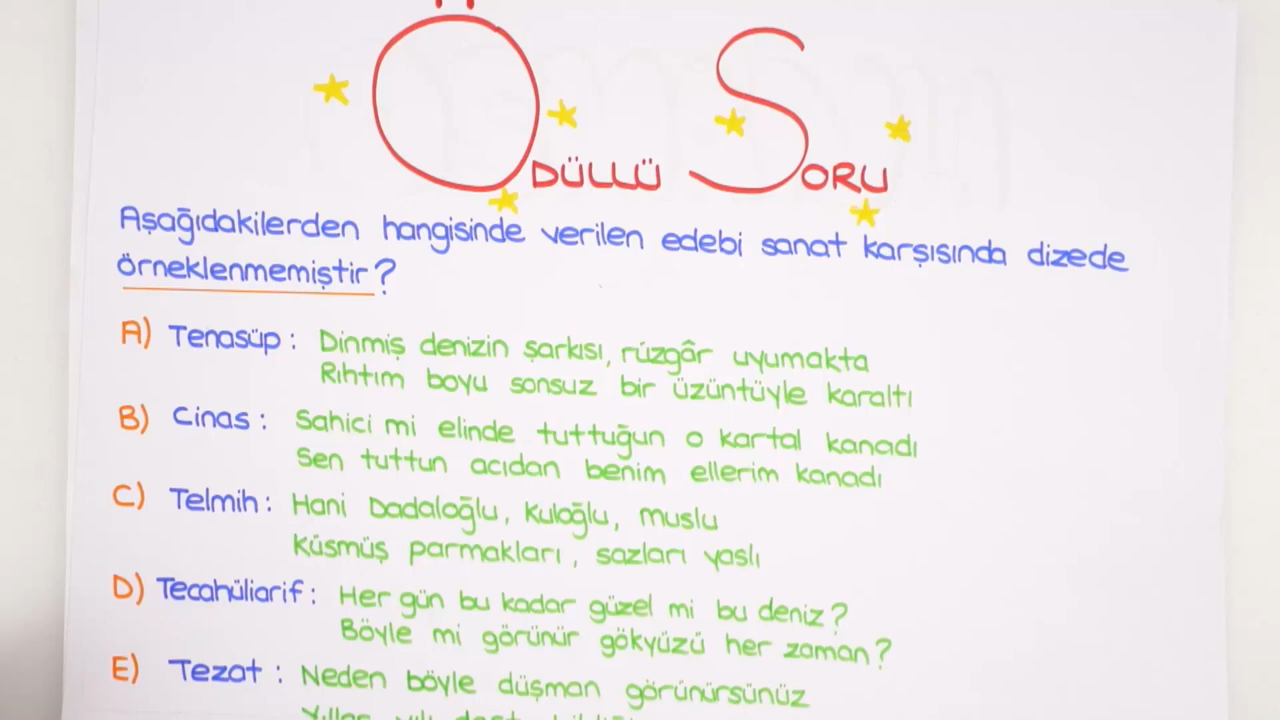 ÖDÜLLÜ SORU
Aşağıdakilerden hangisinde verilen edebi sanat karşısında dizede
örneklenmemiştir?
A) Tenasüp: Dinmiş denizin şarkısı, rüzgâr uyumakta
Rıhtım boyu sonsuz bir üzüntüyle karaltı
B) Cinas: Sahici mi elinde tuttuğun o kartal kanadı
Sen tuttun acıdan benim ellerim kanadı
C) Telmih: Hani Dadaloğlu, Kuloğlu, muslu
Küsmüş parmakları, sazları yaslı
D) Tecahüliarif: Her gün bu kadar güzel mi bu deniz?
Böyle mi görünür gökyüzü her zaman?
E) Tezat: Neden böyle düşman görünürsünüz